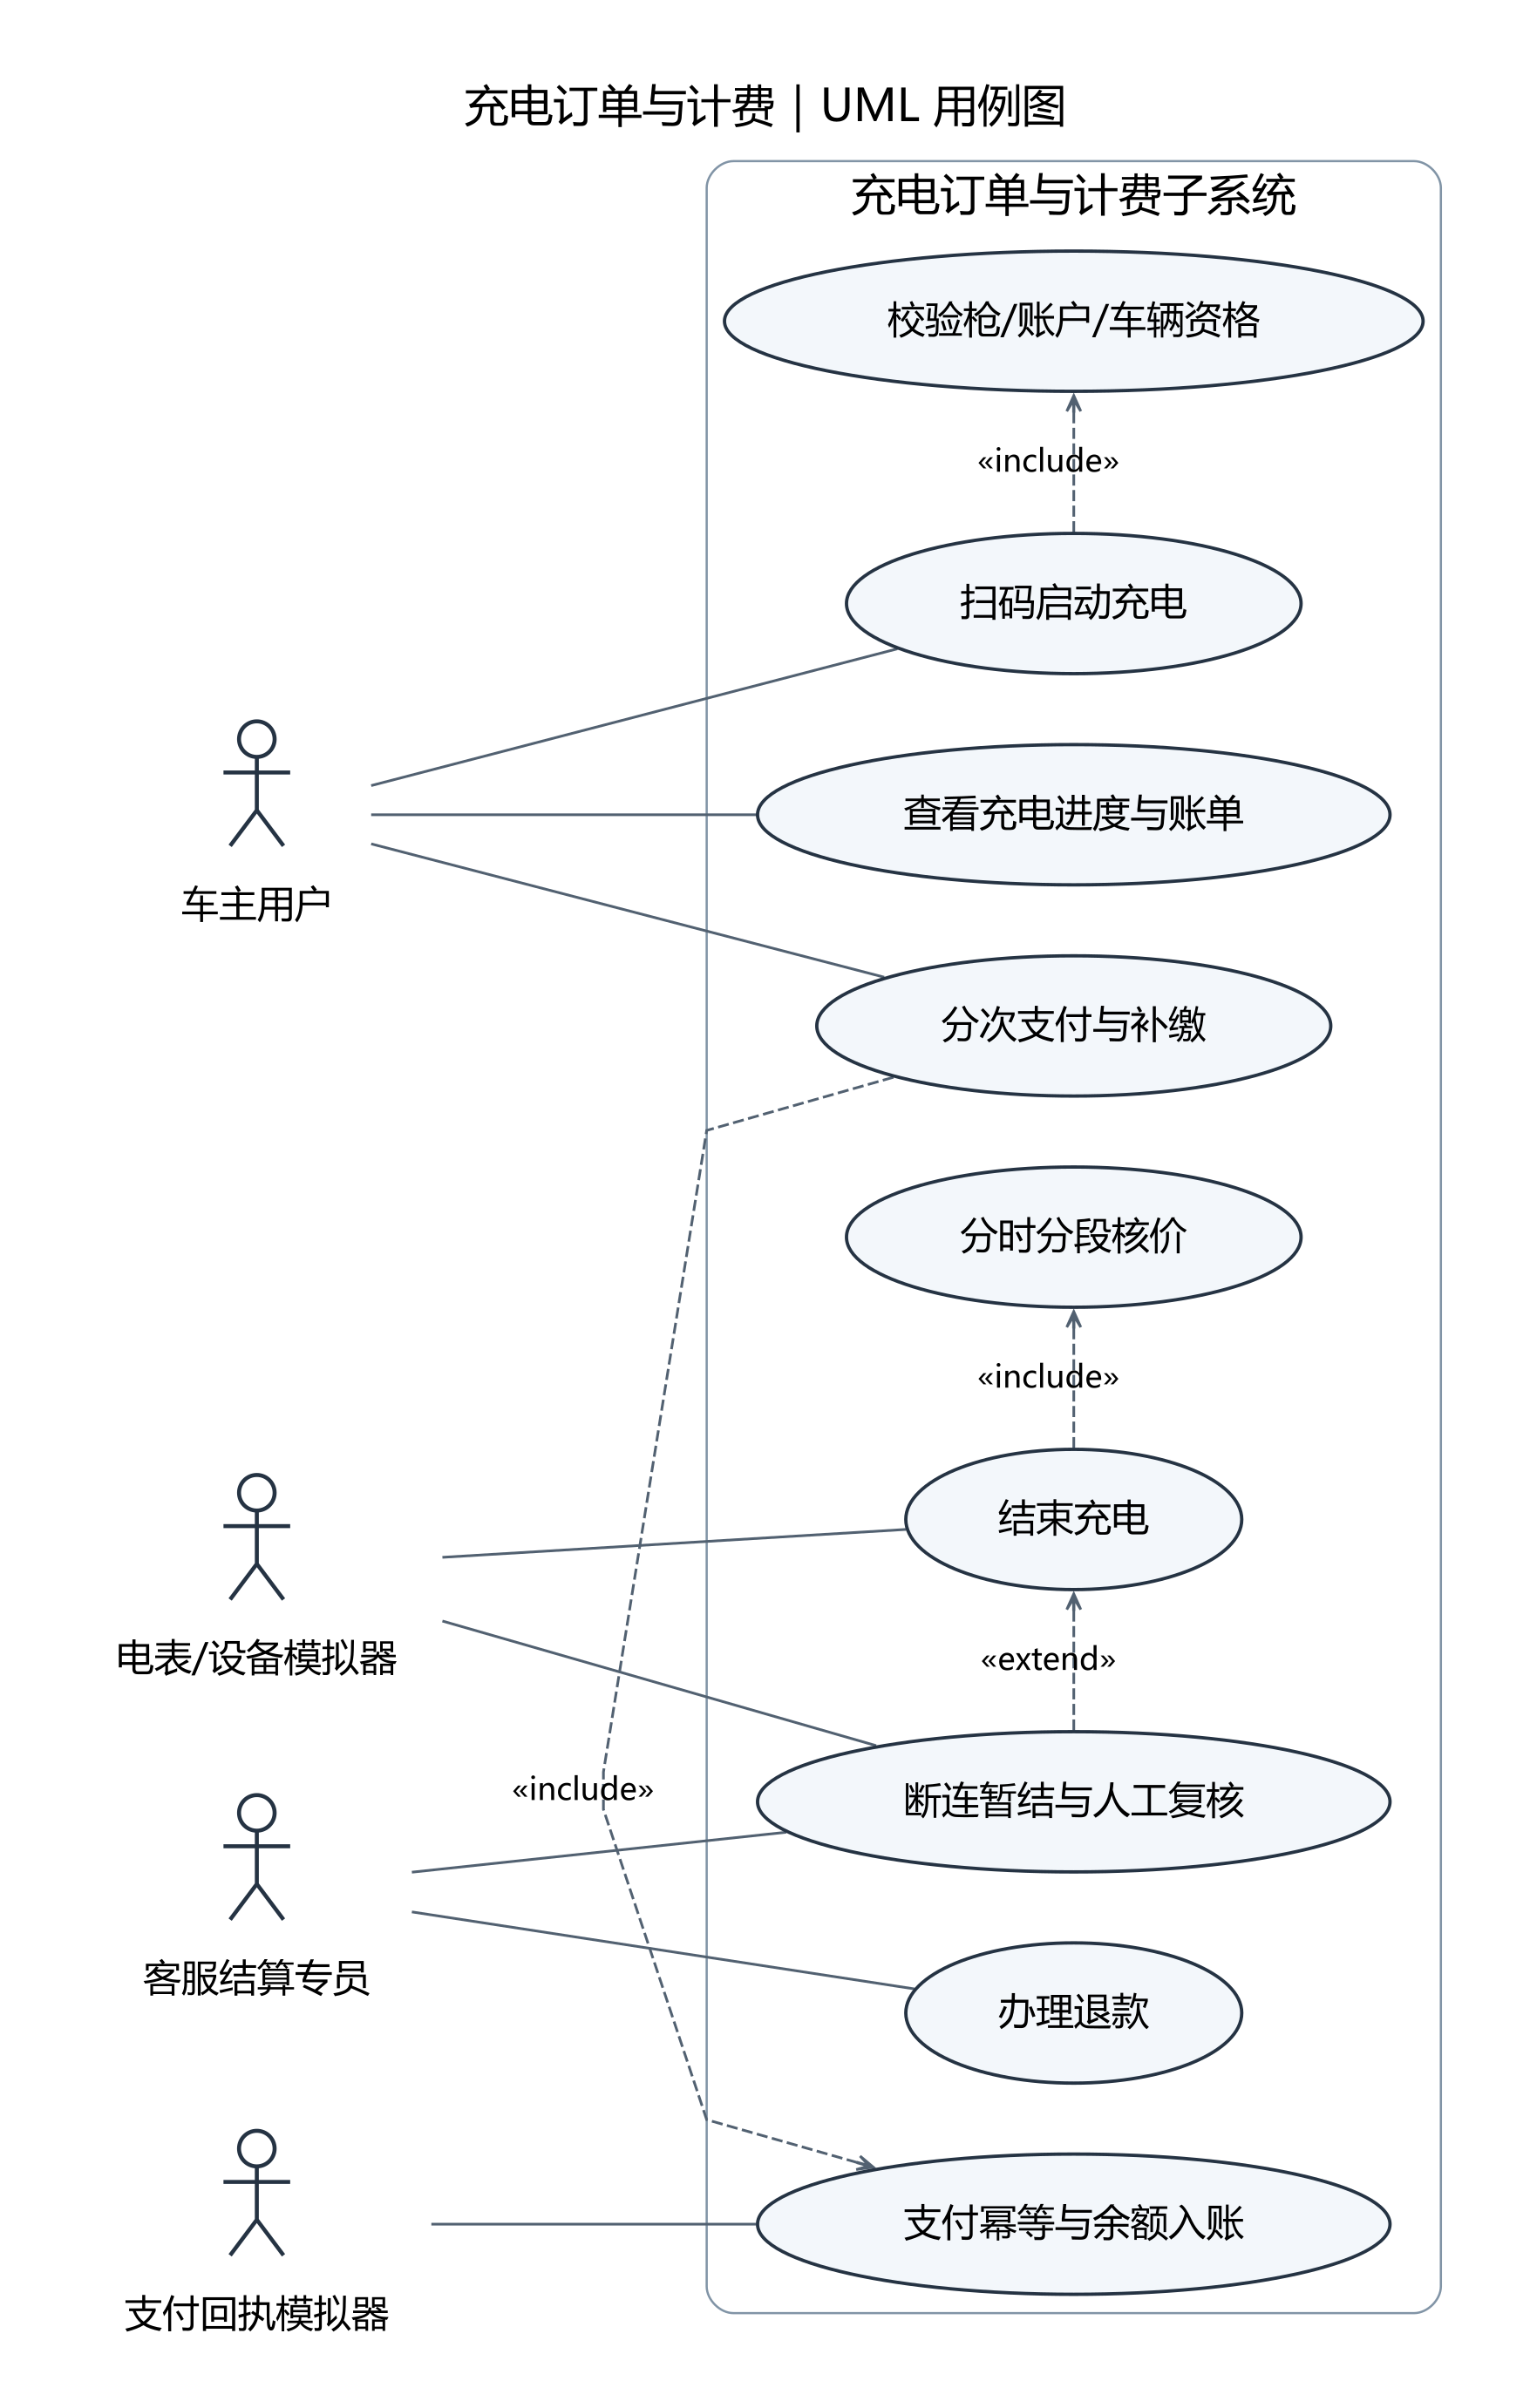 充电订单与计费 | UML 用例图
充电订单与计费子系统
校验枪/账户/车辆资格
«include»
扫码启动充电
查看充电进度与账单
车主用户
分次支付与补缴
分时分段核价
«include»
结束充电
电表/设备模拟器
«extend»
«include»
断连暂结与人工复核
客服结算专员
办理退款
支付幂等与余额入账
支付回执模拟器